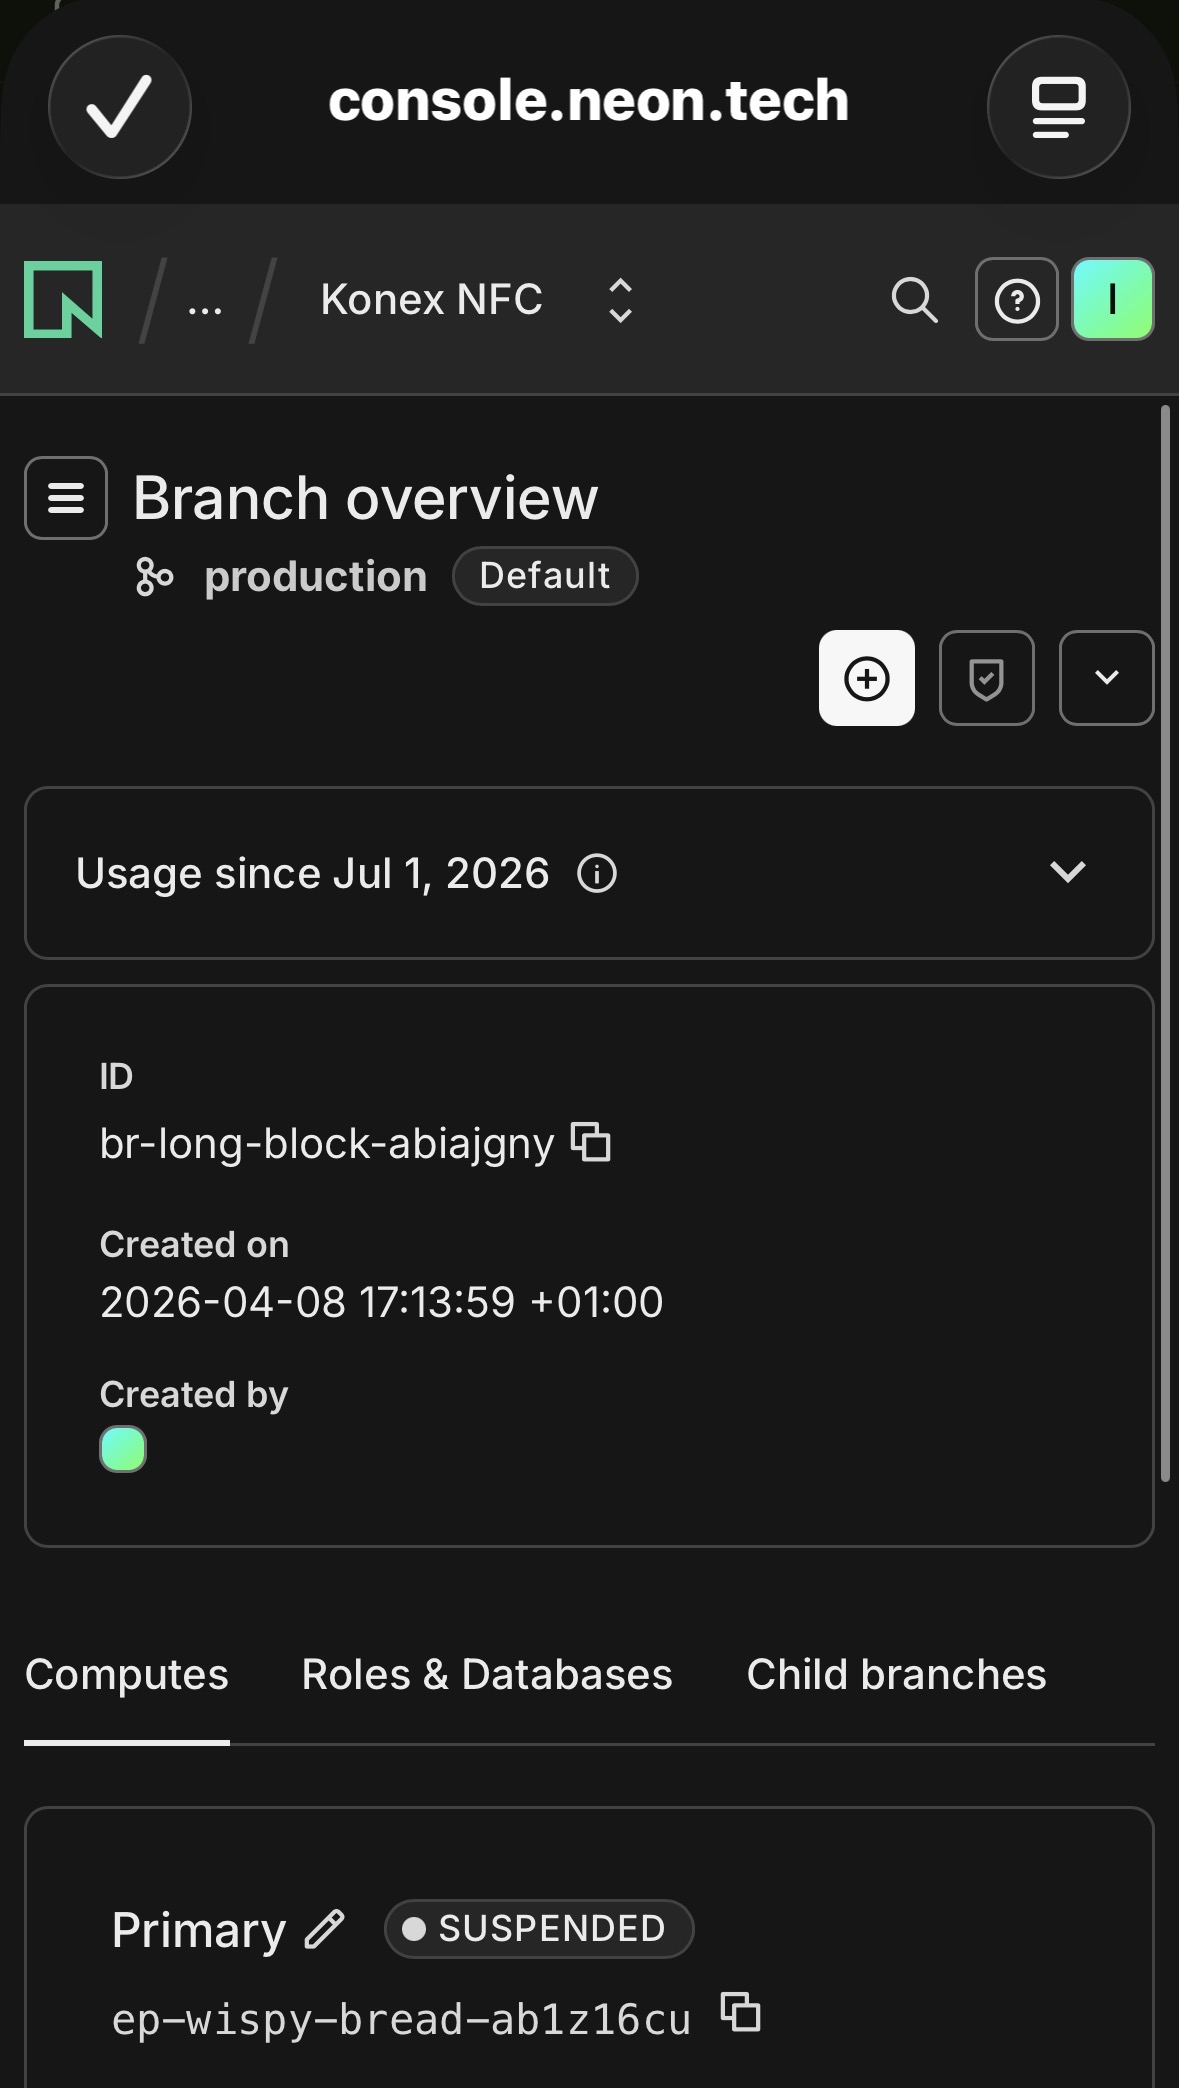 console.neon.tech
/ ... / Konex NFC
I
Branch overview
production Default
Usage since Jul 1, 2026
ID
br-long-block-abiajgny
Created on
2026-04-08 17:13:59 +01:00
Created by
Computes Roles & Databases Child branches
Primary SUSPENDED
ep-wispy-bread-ab1z16cu